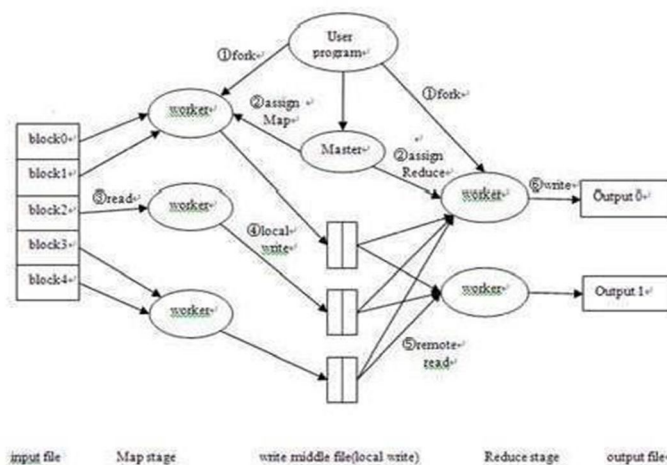 User
program
①fork
①fork
worker
②assign
Map
Master
②assign
Reduce
block0
block1
block2
block3
block4
③read
worker
④local
write
worker
worker
⑥write
Output 0
worker
Output 1
⑤remote
read
input file
Map stage
write middle file(local write)
Reduce stage
output file